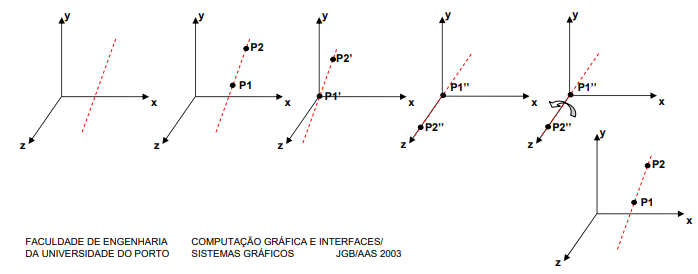 y
x
z
y
P2
P1
x
z
y
P2'
P1'
x
z
y
P1''
P2''
x
z
y
P1''
P2''
x
z
y
P2
P1
x
z
FACULDADE DE ENGENHARIA
DA UNIVERSIDADE DO PORTO
COMPUTAÇÃO GRÁFICA E INTERFACES/
SISTEMAS GRÁFICOS JGB/AAS 2003